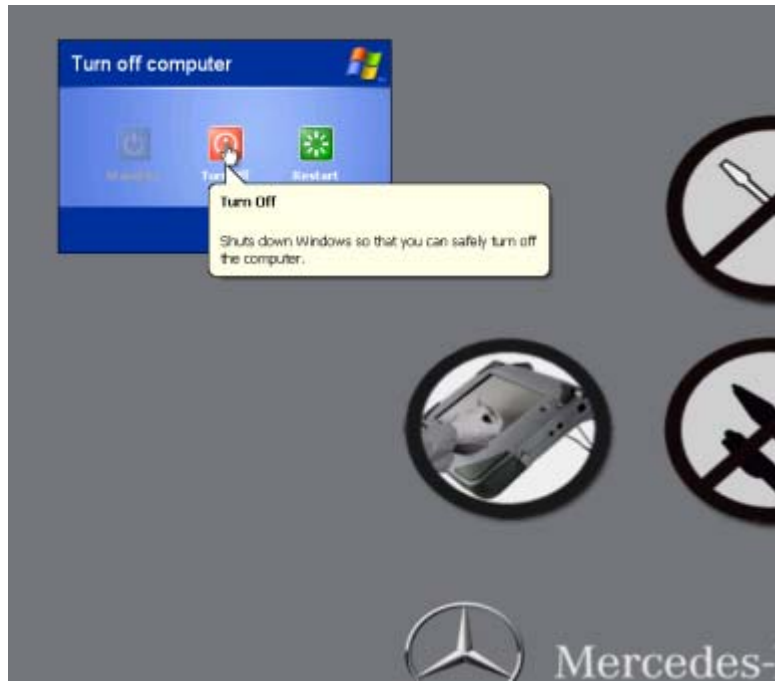 Turn off computer
Restart
Turn Off
Shuts down Windows so that you can safely turn off
the computer.
Mercedes-